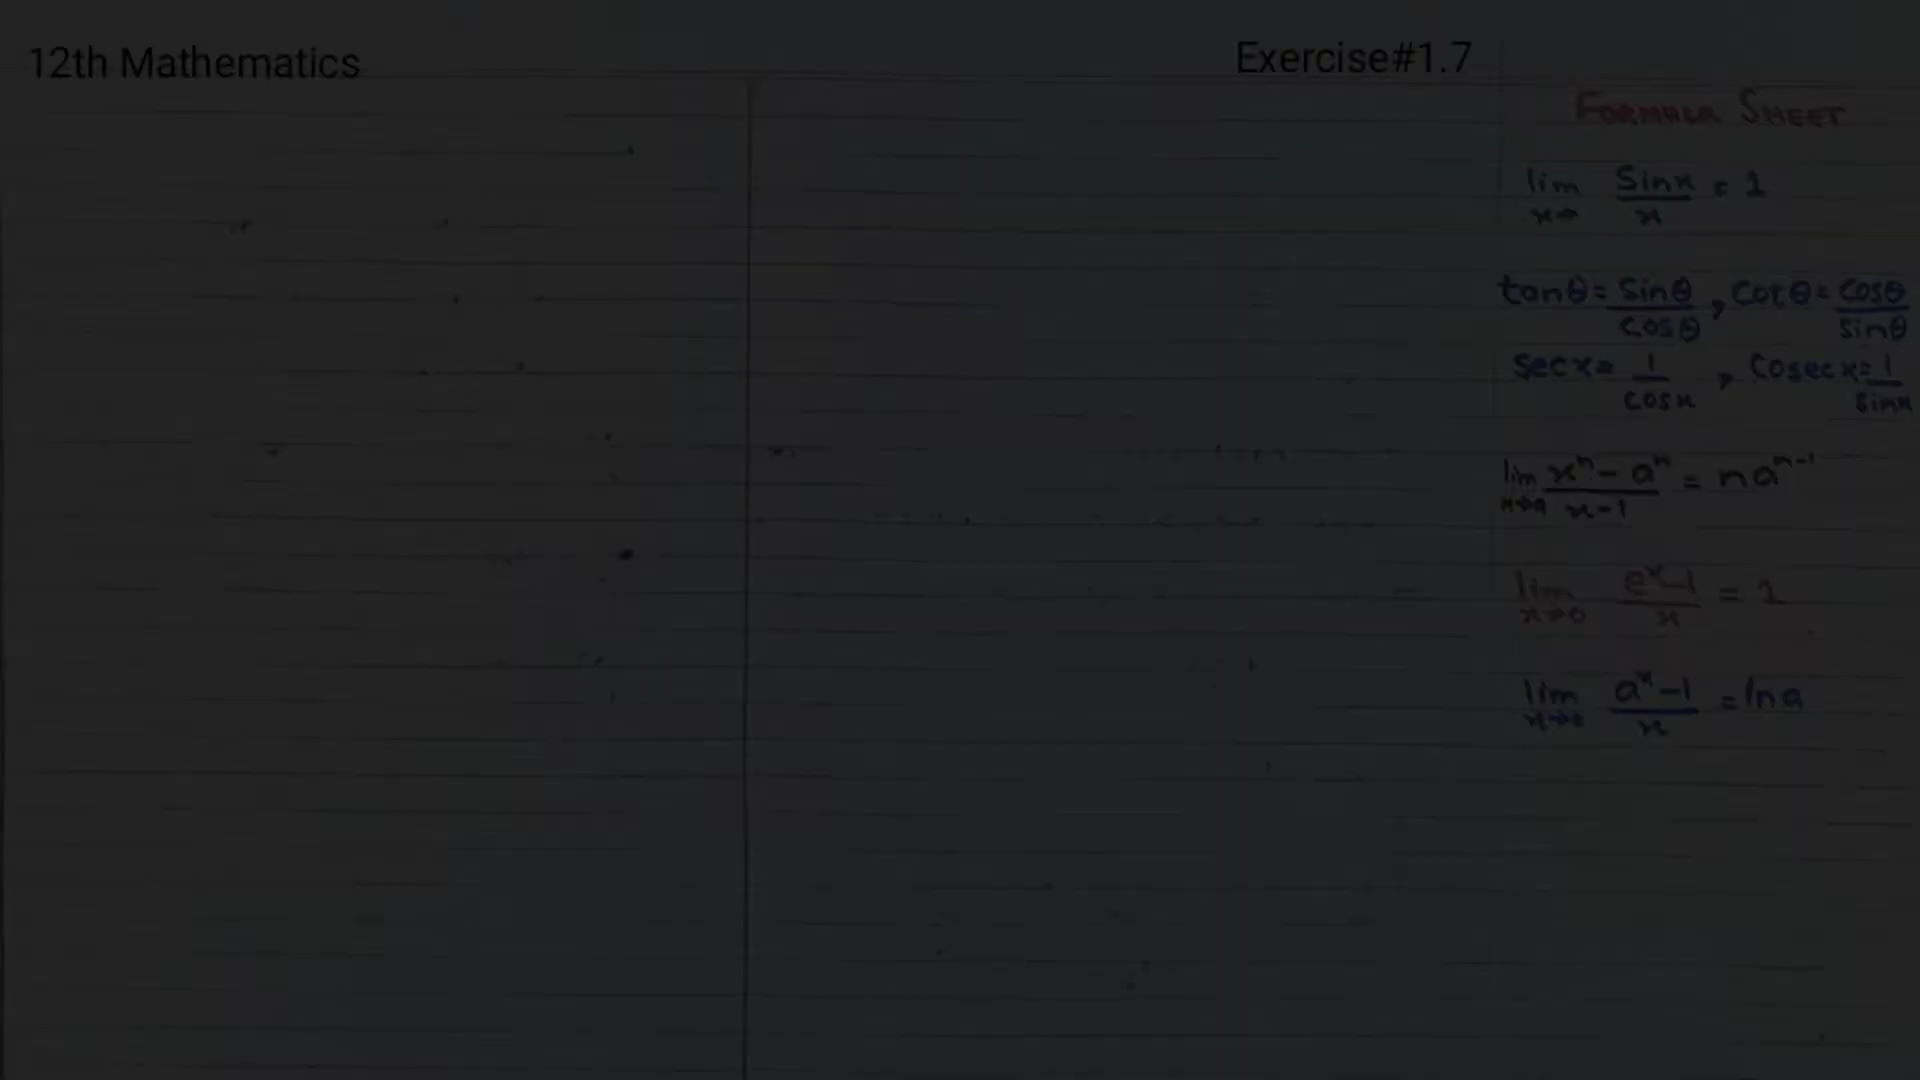 12th Mathematics
Exercise#1.7
FORMULA SHEET
lim x→ Sinx/x = 1
tanθ = Sinθ/cosθ , Cotθ = cosθ/sinθ
Secx = 1/cosx , Cosecx = 1/sinx
lim x→a xⁿ - aⁿ/x-1 = naⁿ⁻¹
lim x→0 eˣ-1/x = 1
lim x→0 aˣ-1/x = lna